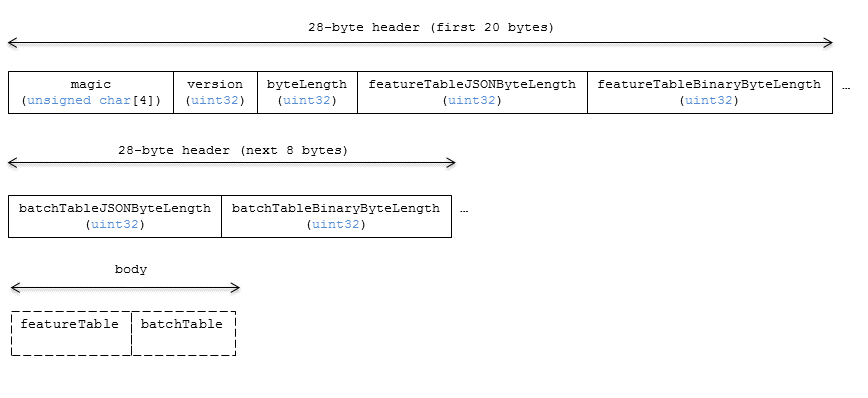 28-byte header (first 20 bytes)
magic version byteLength featureTableJSONByteLength featureTableBinaryByteLength …
(unsigned char[4]) (uint32) (uint32) (uint32) (uint32)
28-byte header (next 8 bytes)
batchTableJSONByteLength batchTableBinaryByteLength …
(uint32) (uint32)
body
featureTable batchTable